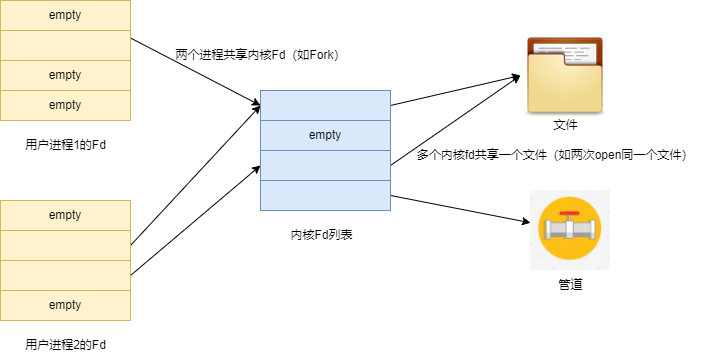 empty
empty
empty
用户进程1的Fd
两个进程共享内核Fd（如Fork）
empty
内核Fd列表
文件
多个内核fd共享一个文件（如两次open同一个文件）
管道
empty
empty
用户进程2的Fd